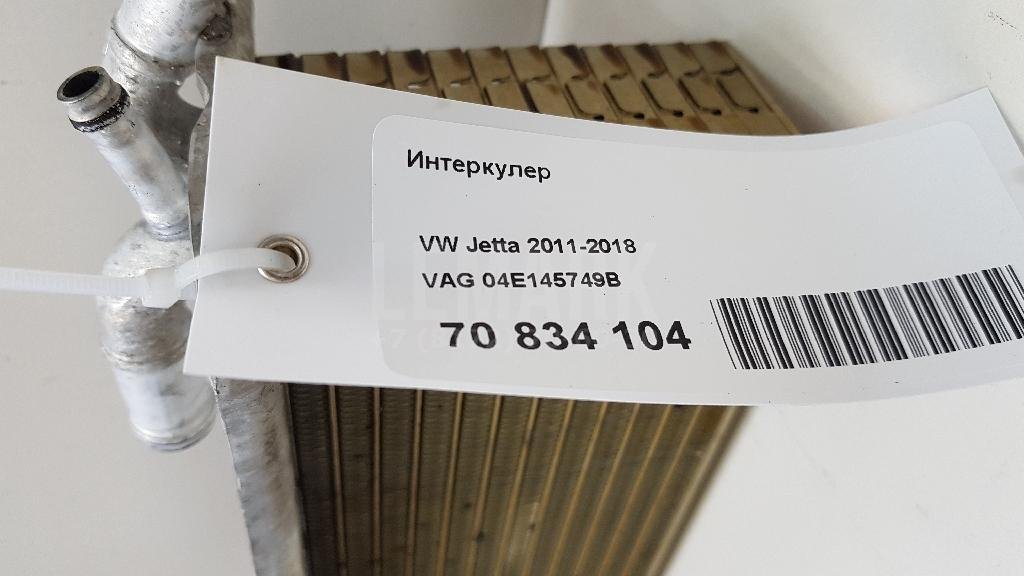 Интеркулер
VW Jetta 2011-2018
VAG 04E145749B
70 834 104